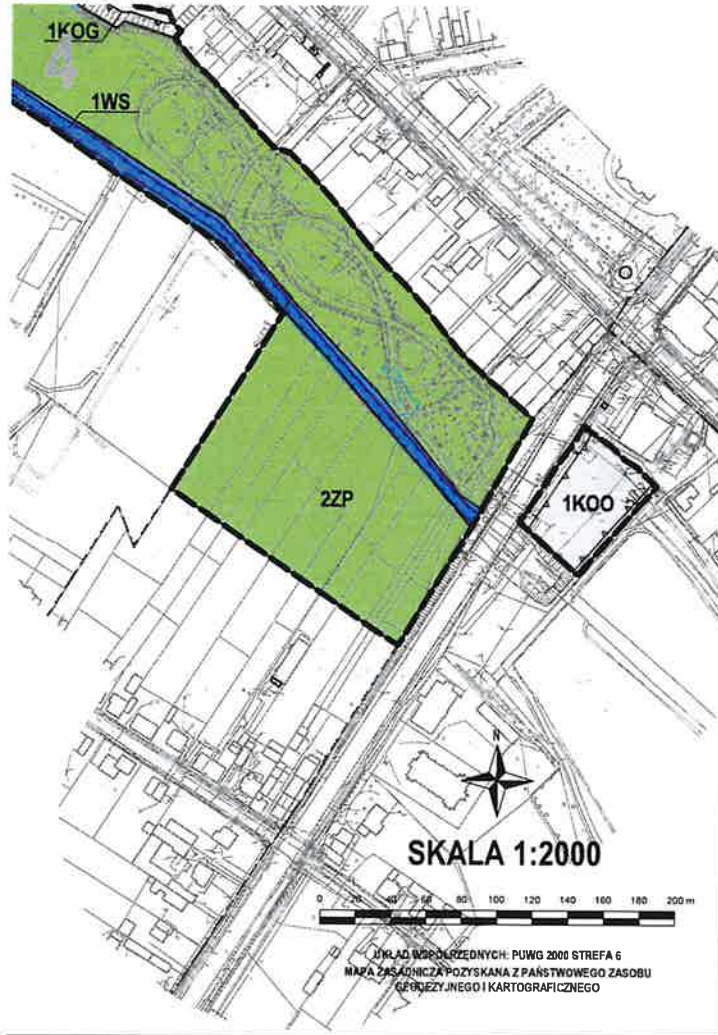 1KOG
4
1WS
2ZP
1KOO
N
SKALA 1:2000
0 20 40 60 80 100 120 140 160 180 200 m
UKŁAD WSPÓŁRZĘDNYCH: PUWG 2000 STREFA 6
MAPA ZASADNICZA POZYSKANA Z PAŃSTWOWEGO ZASOBU
GEODEZYJNEGO I KARTOGRAFICZNEGO